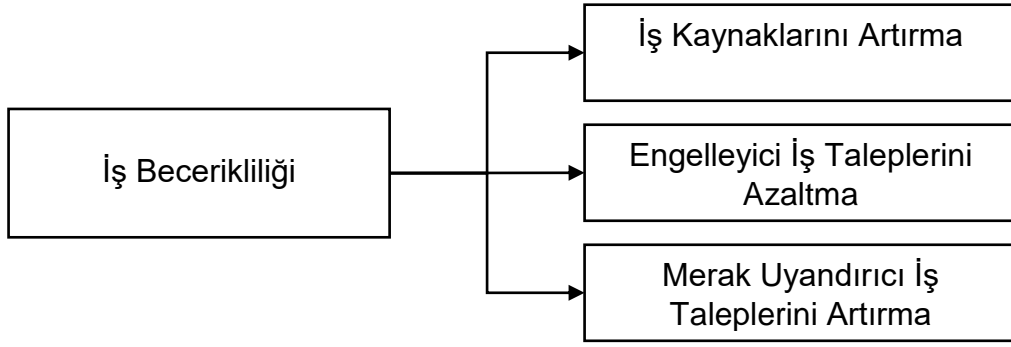 İş Becerikliliği
İş Kaynaklarını Artırma
Engelleyici İş Taleplerini
Azaltma
Merak Uyandırıcı İş
Taleplerini Artırma